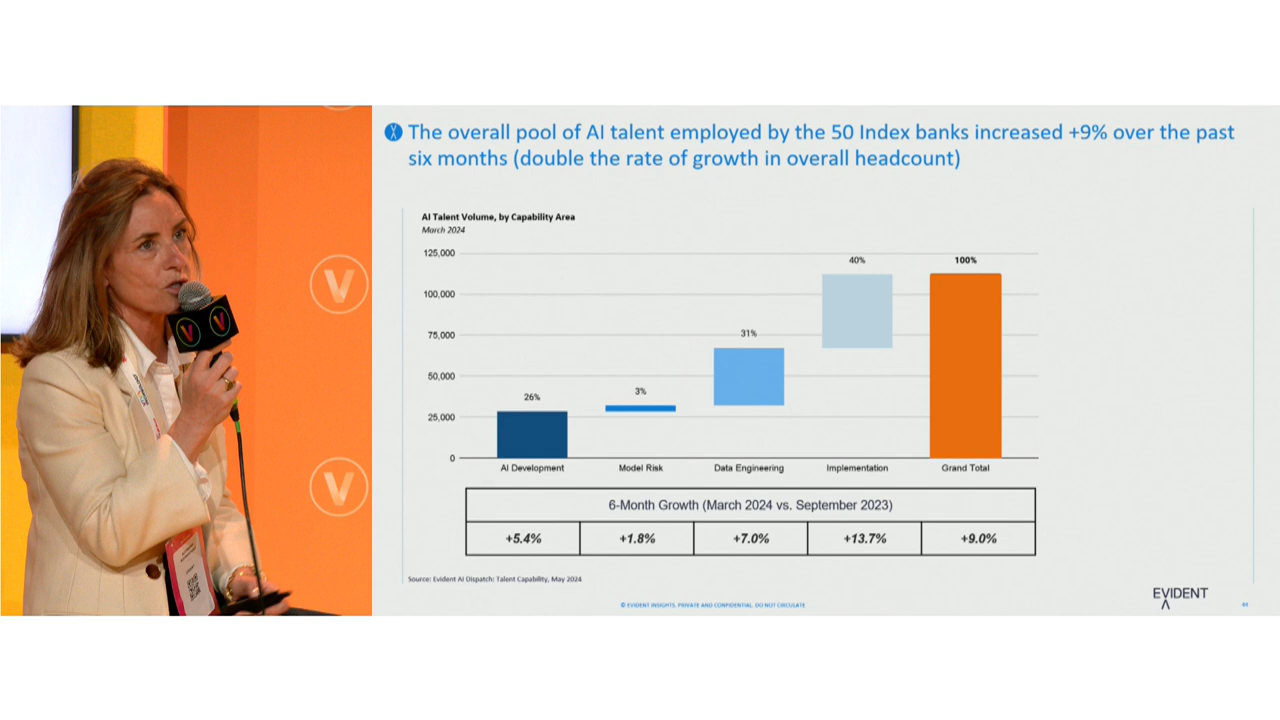 The overall pool of AI talent employed by the 50 Index banks increased +9% over the past
six months (double the rate of growth in overall headcount)
AI Talent Volume, by Capability Area
March 2024
125,000
100,000
75,000
50,000
25,000
0
26%
3%
31%
40%
100%
AI Development
Model Risk
Data Engineering
Implementation
Grand Total
6-Month Growth (March 2024 vs. September 2023)
+5.4%
+1.8%
+7.0%
+13.7%
+9.0%
Source: Evident AI Dispatch: Talent Capability, May 2024
© EVIDENT INSIGHTS. PRIVATE AND CONFIDENTIAL. DO NOT CIRCULATE
EVIDENT
V
V
V
V